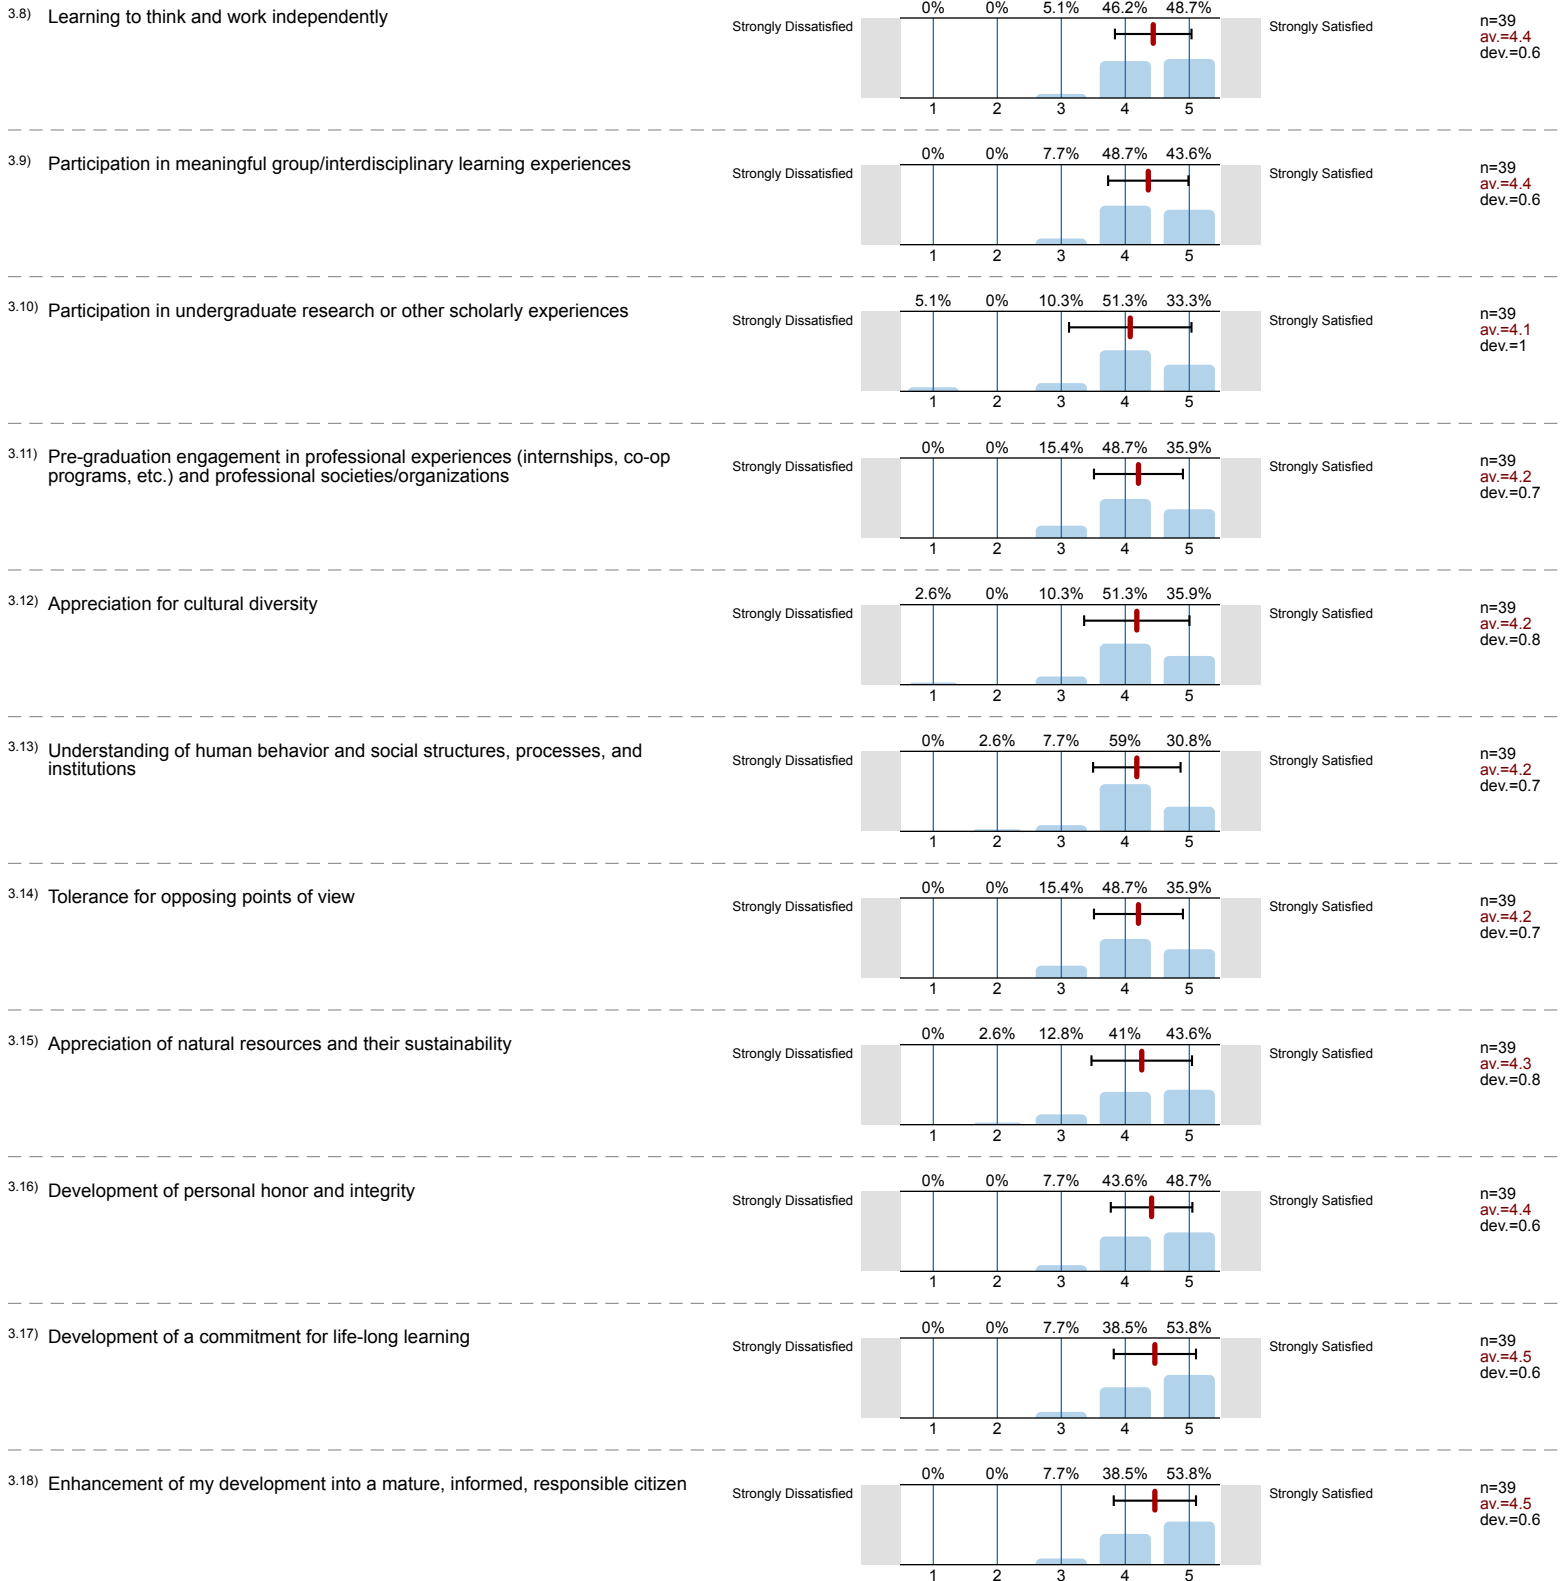 3.8) Learning to think and work independently
Strongly Dissatisfied
0% 0% 5.1% 46.2% 48.7%
1 2 3 4 5
Strongly Satisfied
n=39
av.=4.4
dev.=0.6
3.9) Participation in meaningful group/interdisciplinary learning experiences
Strongly Dissatisfied
0% 0% 7.7% 48.7% 43.6%
1 2 3 4 5
Strongly Satisfied
n=39
av.=4.4
dev.=0.6
3.10) Participation in undergraduate research or other scholarly experiences
Strongly Dissatisfied
5.1% 0% 10.3% 51.3% 33.3%
1 2 3 4 5
Strongly Satisfied
n=39
av.=4.1
dev.=1
3.11) Pre-graduation engagement in professional experiences (internships, co-op
programs, etc.) and professional societies/organizations
Strongly Dissatisfied
0% 0% 15.4% 48.7% 35.9%
1 2 3 4 5
Strongly Satisfied
n=39
av.=4.2
dev.=0.7
3.12) Appreciation for cultural diversity
Strongly Dissatisfied
2.6% 0% 10.3% 51.3% 35.9%
1 2 3 4 5
Strongly Satisfied
n=39
av.=4.2
dev.=0.8
3.13) Understanding of human behavior and social structures, processes, and
institutions
Strongly Dissatisfied
0% 2.6% 7.7% 59% 30.8%
1 2 3 4 5
Strongly Satisfied
n=39
av.=4.2
dev.=0.7
3.14) Tolerance for opposing points of view
Strongly Dissatisfied
0% 0% 15.4% 48.7% 35.9%
1 2 3 4 5
Strongly Satisfied
n=39
av.=4.2
dev.=0.7
3.15) Appreciation of natural resources and their sustainability
Strongly Dissatisfied
0% 2.6% 12.8% 41% 43.6%
1 2 3 4 5
Strongly Satisfied
n=39
av.=4.3
dev.=0.8
3.16) Development of personal honor and integrity
Strongly Dissatisfied
0% 0% 7.7% 43.6% 48.7%
1 2 3 4 5
Strongly Satisfied
n=39
av.=4.4
dev.=0.6
3.17) Development of a commitment for life-long learning
Strongly Dissatisfied
0% 0% 7.7% 38.5% 53.8%
1 2 3 4 5
Strongly Satisfied
n=39
av.=4.5
dev.=0.6
3.18) Enhancement of my development into a mature, informed, responsible citizen
Strongly Dissatisfied
0% 0% 7.7% 38.5% 53.8%
1 2 3 4 5
Strongly Satisfied
n=39
av.=4.5
dev.=0.6